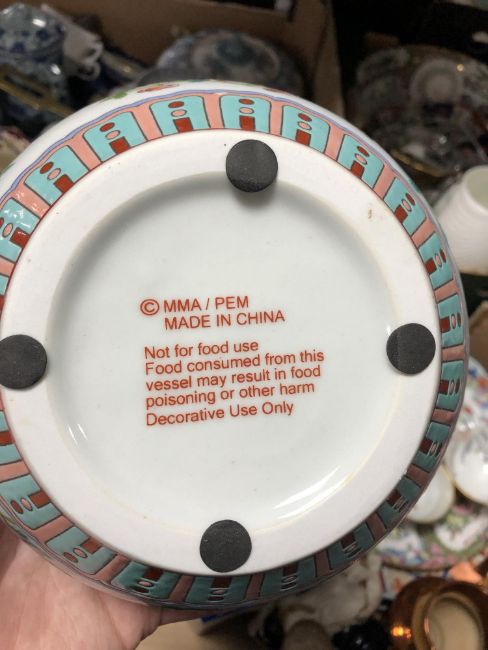 © MMA / PEM
MADE IN CHINA
Not for food use
Food consumed from this
vessel may result in food
poisoning or other harm
Decorative Use Only